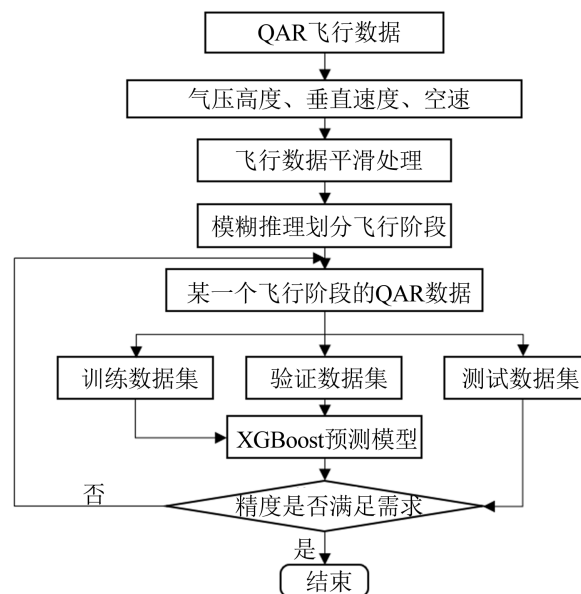 QAR飞行数据
气压高度、垂直速度、空速
飞行数据平滑处理
模糊推理划分飞行阶段
某一个飞行阶段的QAR数据
训练数据集
验证数据集
测试数据集
XGBoost预测模型
否
精度是否满足需求
是
结束